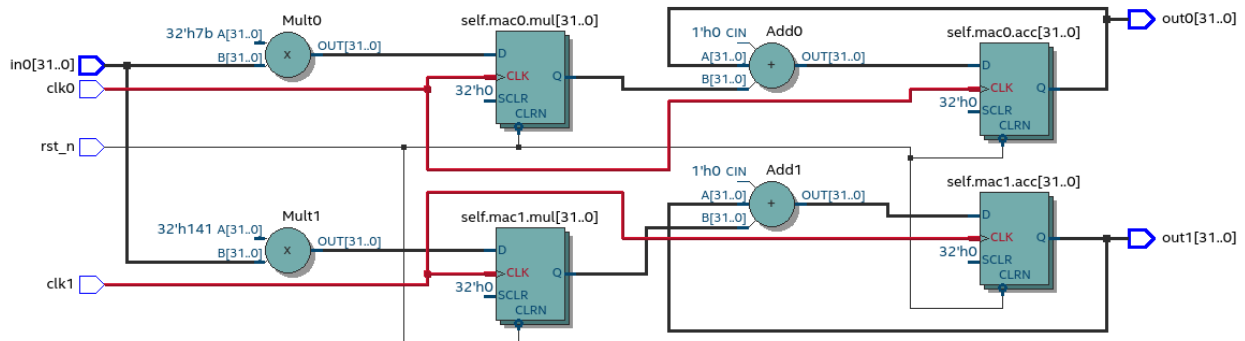 Mult0
32'h7b A[31..0]
B[31..0]
OUT[31..0]
x
in0[31..0]
clk0
self.mac0.mul[31..0]
D
CLK
32'h0
SCLR
CLRN
Q
1'h0 CIN
Add0
A[31..0]
B[31..0]
OUT[31..0]
+
self.mac0.acc[31..0]
D
CLK
32'h0
SCLR
CLRN
Q
out0[31..0]
rst_n
Mult1
32'h141 A[31..0]
B[31..0]
OUT[31..0]
x
clk1
self.mac1.mul[31..0]
D
CLK
32'h0
SCLR
CLRN
Q
1'h0 CIN
Add1
A[31..0]
B[31..0]
OUT[31..0]
+
self.mac1.acc[31..0]
D
CLK
32'h0
SCLR
CLRN
Q
out1[31..0]